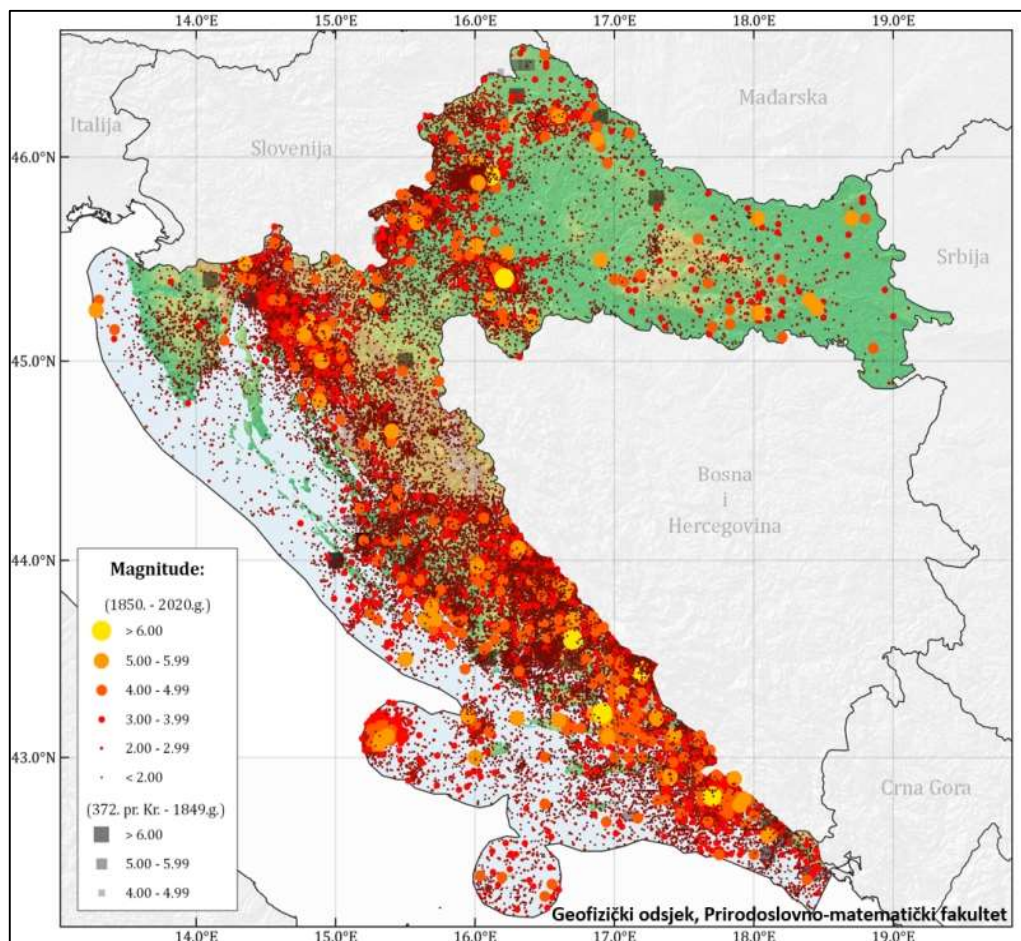 14.0°E 15.0°E 16.0°E 17.0°E 18.0°E 19.0°E
Mađarska
Italija
Slovenija
46.0°N
Srbija
45.0°N
Bosna
i
Hercegovina
44.0°N
Magnitude:
(1850. - 2020.g.)
> 6.00
5.00 - 5.99
4.00 - 4.99
3.00 - 3.99
2.00 - 2.99
< 2.00
(372. pr. Kr. - 1849.g.)
> 6.00
5.00 - 5.99
4.00 - 4.99
43.0°N
Crna Gora
Geofizički odsjek, Prirodoslovno-matematički fakultet
14.0°E 15.0°E 16.0°E 17.0°E 18.0°E 19.0°E